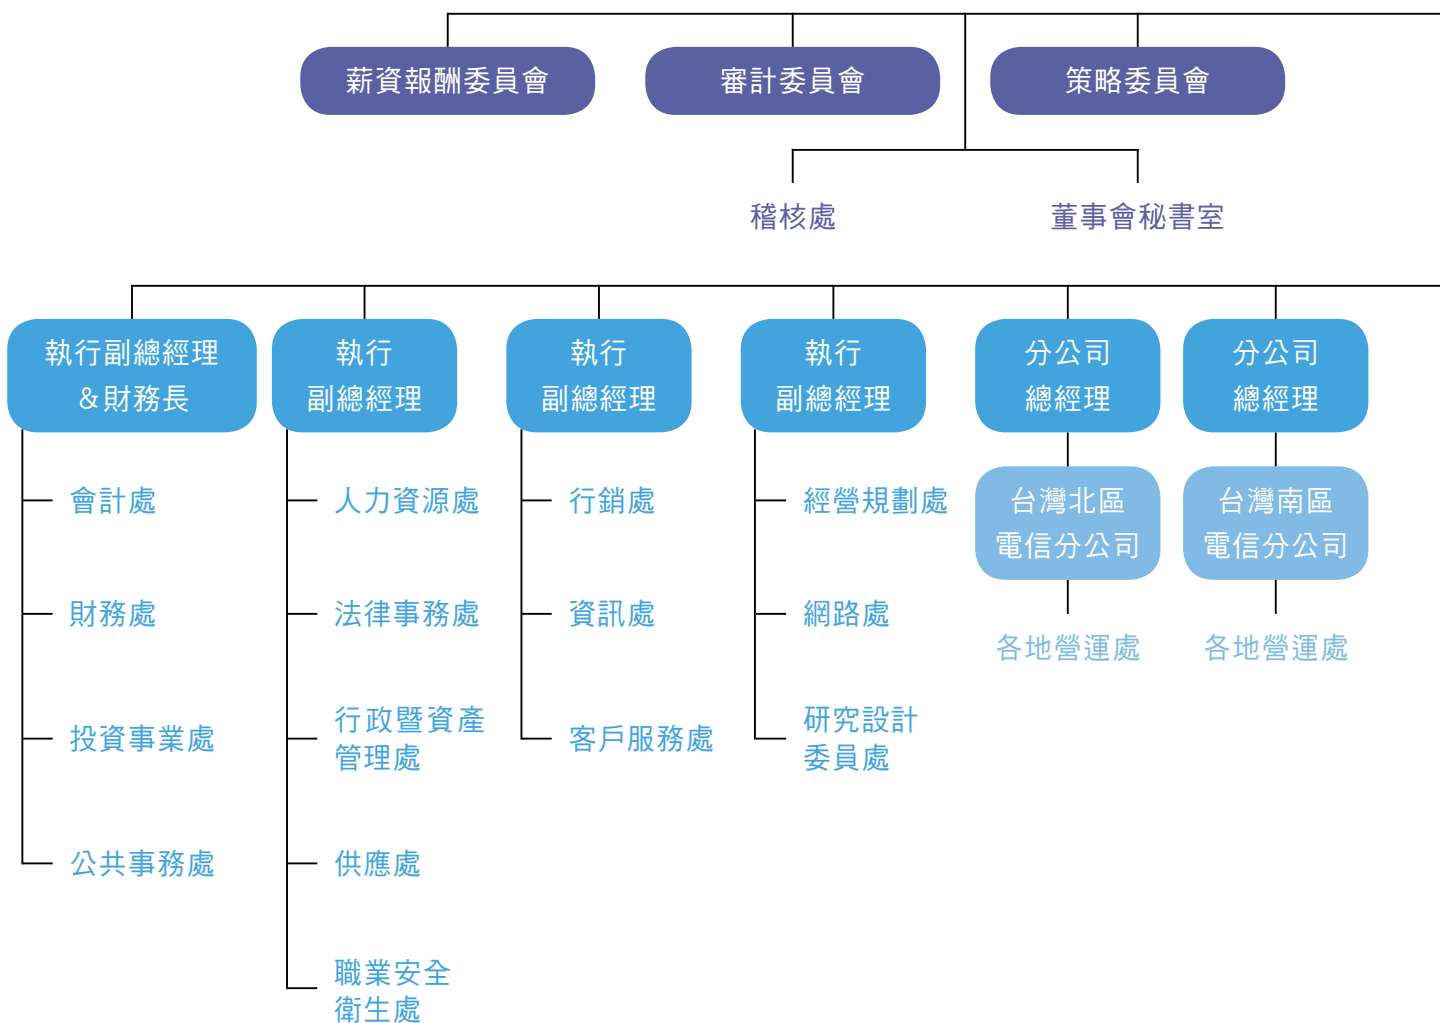 薪資報酬委員會
審計委員會
策略委員會
稽核處
董事會秘書室
執行副總經理
＆財務長
會計處
財務處
投資事業處
公共事務處
執行
副總經理
人力資源處
法律事務處
行政暨資產
管理處
供應處
職業安全
衛生處
執行
副總經理
行銷處
資訊處
客戶服務處
執行
副總經理
經營規劃處
網路處
研究設計
委員處
分公司
總經理
台灣北區
電信分公司
各地營運處
分公司
總經理
台灣南區
電信分公司
各地營運處